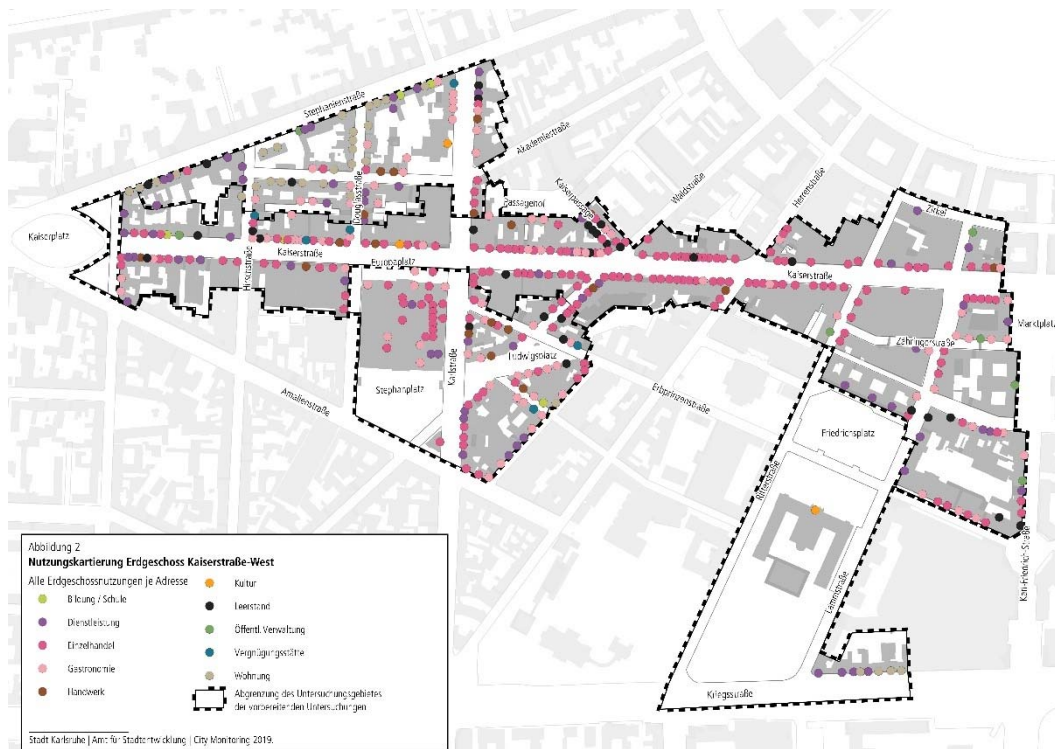 Stephanienstraße
Akademiestraße
Kaiserpassage
Waldstraße
Herrenstraße
Passagehof
Zirkel
Douglasstraße
Kaiserplatz
Hirschstraße
Kaiserstraße
Europaplatz
Kaiserstraße
Marktplatz
Zähringerstraße
Ludwigsplatz
Karlstraße
Stephanplatz
Amalienstraße
Erbprinzenstraße
Friedrichsplatz
Ritterstraße
Lammstraße
Karl-Friedrich-Straße
Kriegsstraße
Abbildung 2
Nutzungskartierung Erdgeschoss Kaiserstraße-West
Alle Erdgeschossnutzungen je Adresse
Bildung / Schule
Dienstleistung
Einzelhandel
Gastronomie
Handwerk
Kultur
Leerstand
Öffentl. Verwaltung
Vergnügungsstätte
Wohnung
Abgrenzung des Untersuchungsgebietes
der vorbereitenden Untersuchungen
Stadt Karlsruhe | Amt für Stadtentwicklung | City Monitoring 2019.